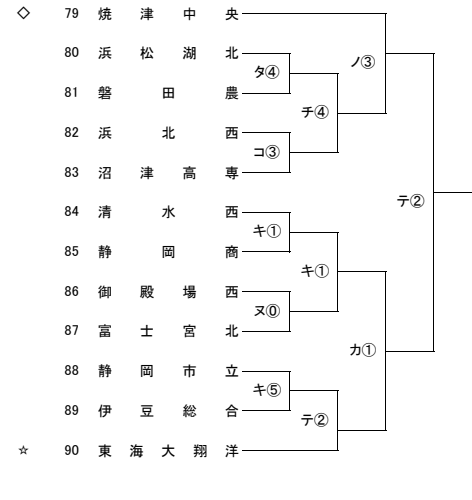 ◇ 79 焼津中央
80 浜松湖北
タ④
81 磐田農
ノ③
チ④
82 浜北西
コ③
83 沼津高専
テ②
84 清水西
キ①
85 静岡商
キ①
86 御殿場西
ヌ⓪
87 富士宮北
カ①
88 静岡市立
キ⑤
89 伊豆総合
テ②
☆ 90 東海大翔洋